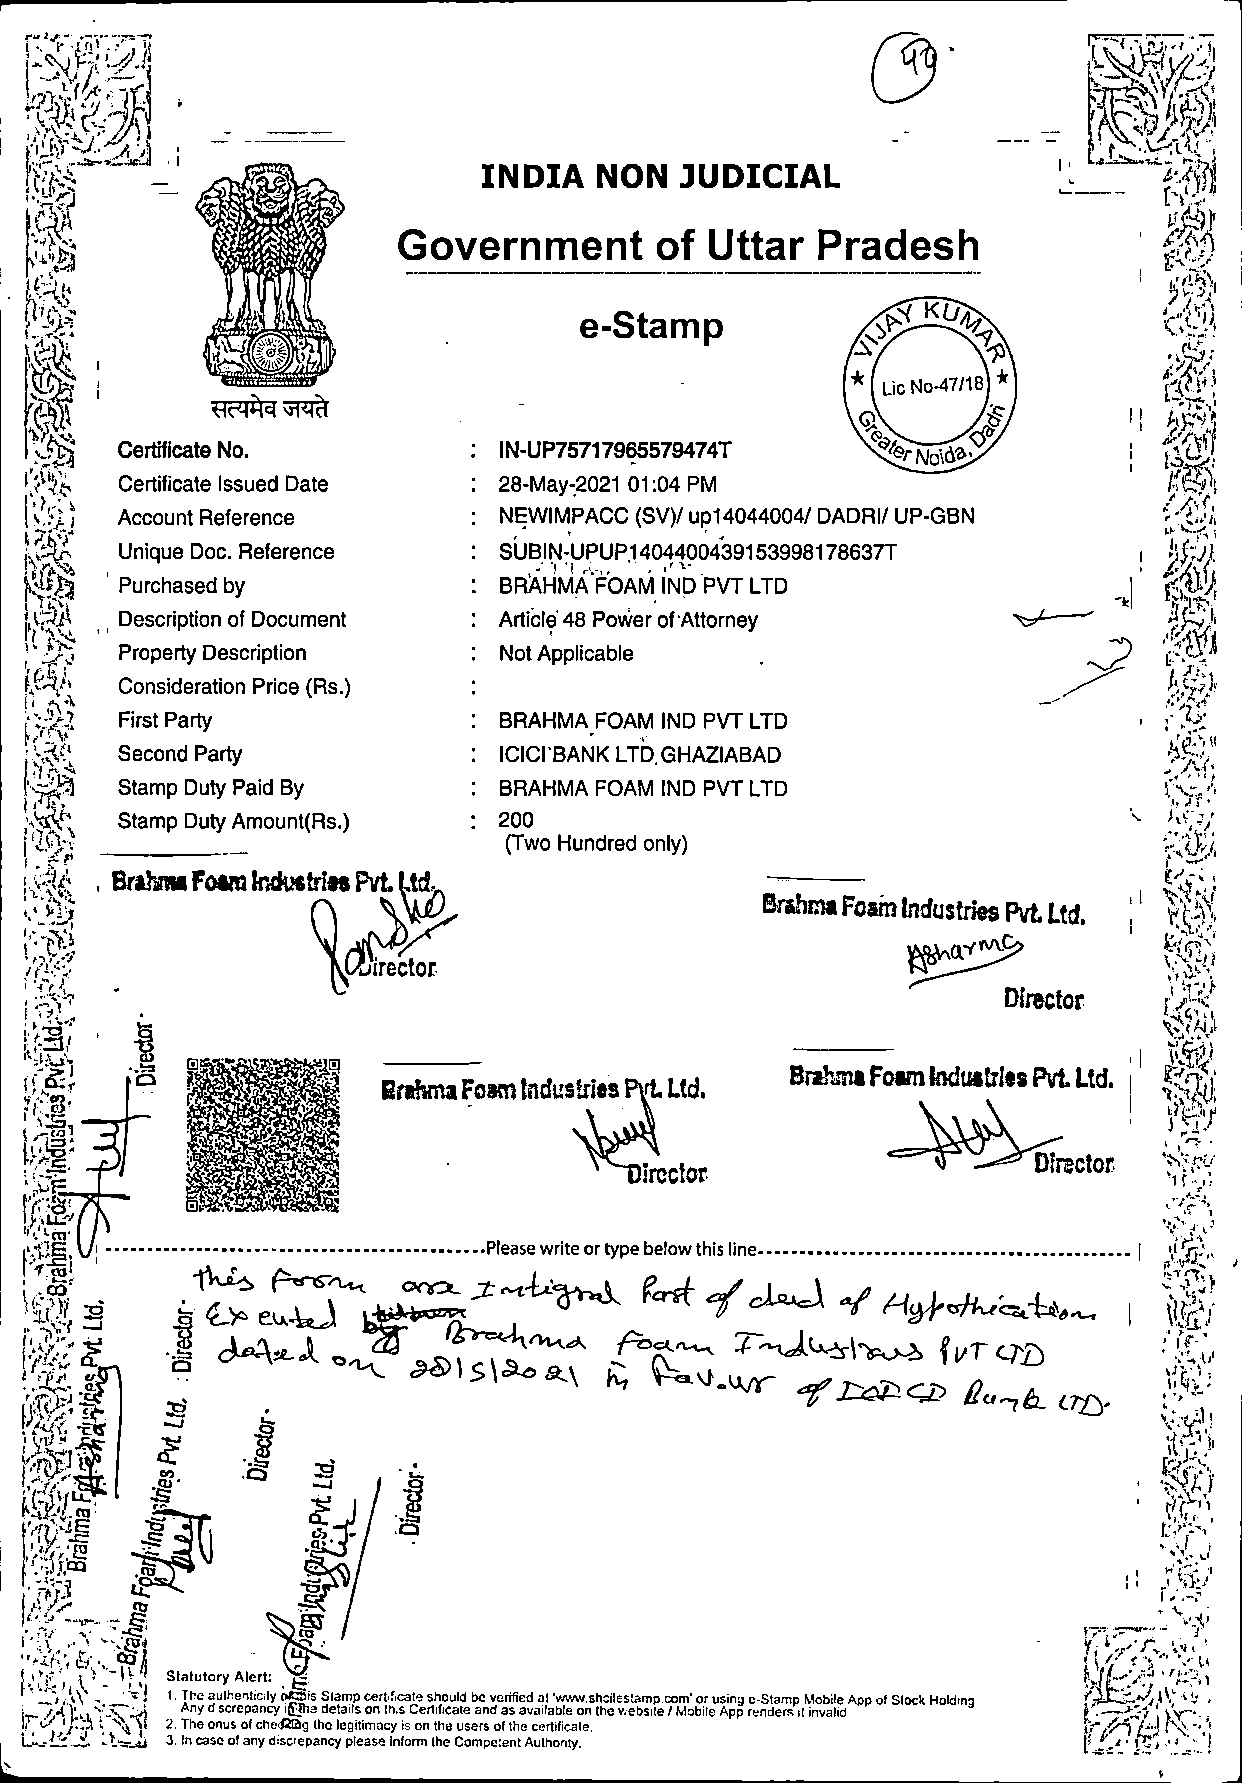 42
INDIA NON JUDICIAL
Government of Uttar Pradesh
e-Stamp
VIJAY KUMAR
Lic No-47/18
Greater Noida, Dadri
सत्यमेव जयते
Certificate No. : IN-UP75717965579474T
Certificate Issued Date : 28-May-2021 01:04 PM
Account Reference : NEWIMPACC (SV)/ up14044004/ DADRI/ UP-GBN
Unique Doc. Reference : SUBIN-UPUP1404400439153998178637T
Purchased by : BRAHMA FOAM IND PVT LTD
Description of Document : Article 48 Power of Attorney
Property Description : Not Applicable
Consideration Price (Rs.) :
First Party : BRAHMA FOAM IND PVT LTD
Second Party : ICICI BANK LTD GHAZIABAD
Stamp Duty Paid By : BRAHMA FOAM IND PVT LTD
Stamp Duty Amount(Rs.) : 200
(Two Hundred only)
Brahma Foam Industries Pvt. Ltd.
Director
Brahma Foam Industries Pvt. Ltd.
Asharma
Director
Brahma Foam Industries Pvt. Ltd.
Director
Brahma Foam Industries Pvt. Ltd.
Director
Brahma Foam Industries Pvt. Ltd.
Director
Please write or type below this line
this Foom are Intigral Part of deed of Hypothication
Exeuted Brahma Foam Industries PVT LTD
dated on 28/5/2021 in Favour of Bank LTD.
Brahma Foam Industries Pvt. Ltd.
Asharma
Director
Brahma Foam Industries Pvt. Ltd.
Director
Foam Industries Pvt. Ltd.
Director
Statutory Alert:
1. The authenticity of this Stamp certificate should be verified at 'www.shcilestamp.com' or using e-Stamp Mobile App of Stock Holding
Any discrepancy in the details on this Certificate and as available on the website / Mobile App renders it invalid
2. The onus of checking the legitimacy is on the users of the certificate.
3. In case of any discrepancy please inform the Competent Authority.